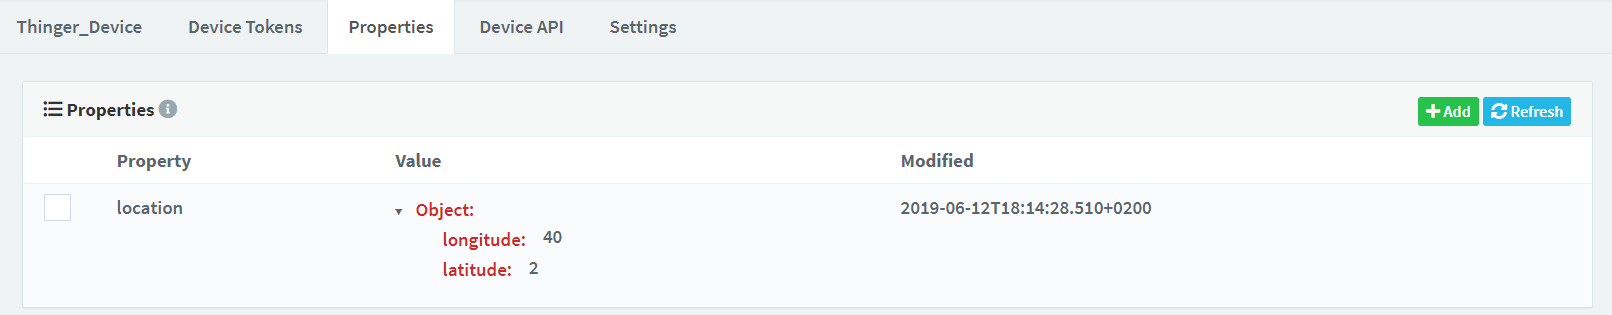 Thinger_Device Device Tokens Properties Device API Settings
Properties
Add Refresh
Property Value Modified
location Object: 2019-06-12T18:14:28.510+0200
longitude: 40
latitude: 2